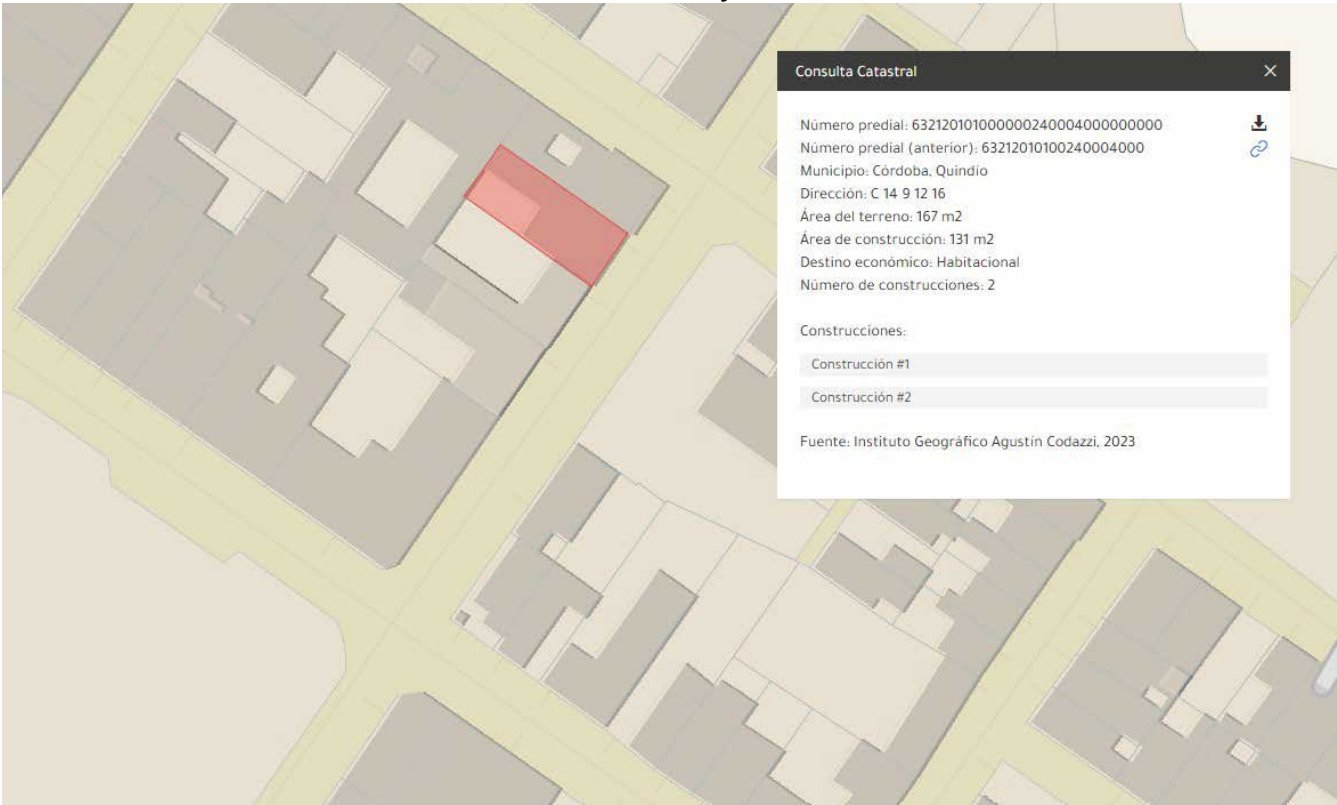 Consulta Catastral
Número predial: 632120101000000240004000000000
Número predial (anterior): 63212010100240004000
Municipio: Córdoba, Quindío
Dirección: C 14 9 12 16
Área del terreno: 167 m2
Área de construcción: 131 m2
Destino económico: Habitacional
Número de construcciones: 2
Construcciones:
Construcción #1
Construcción #2
Fuente: Instituto Geográfico Agustín Codazzi, 2023